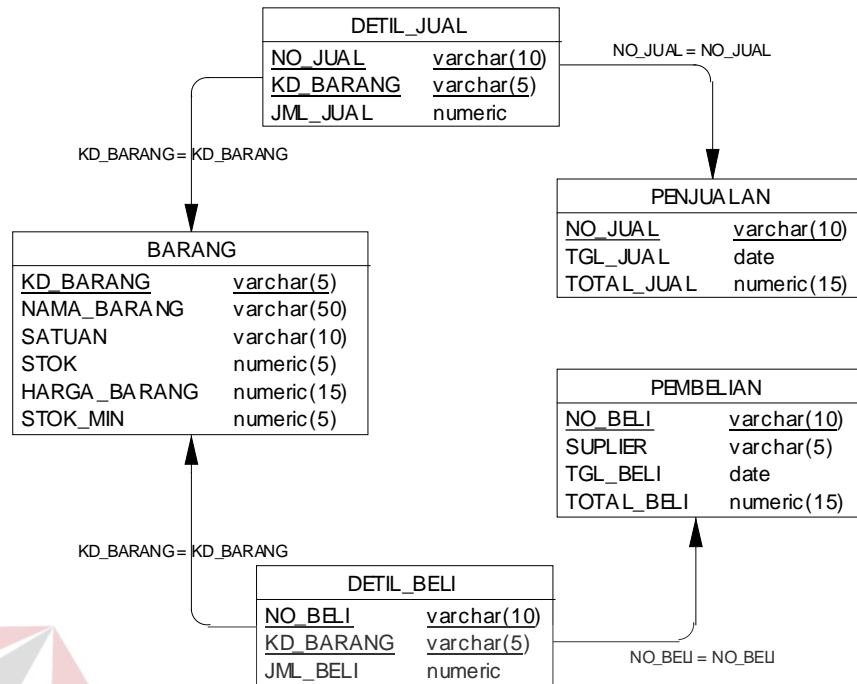 DETIL_JUAL
NO_JUAL varchar(10)
KD_BARANG varchar(5)
JML_JUAL numeric
NO_JUAL = NO_JUAL
KD_BARANG = KD_BARANG
PENJUALAN
NO_JUAL varchar(10)
TGL_JUAL date
TOTAL_JUAL numeric(15)
BARANG
KD_BARANG varchar(5)
NAMA_BARANG varchar(50)
SATUAN varchar(10)
STOK numeric(5)
HARGA_BARANG numeric(15)
STOK_MIN numeric(5)
PEMBELIAN
NO_BELI varchar(10)
SUPLIER varchar(5)
TGL_BELI date
TOTAL_BELI numeric(15)
KD_BARANG = KD_BARANG
DETIL_BELI
NO_BELI varchar(10)
KD_BARANG varchar(5)
JML_BELI numeric
NO_BELI = NO_BELI